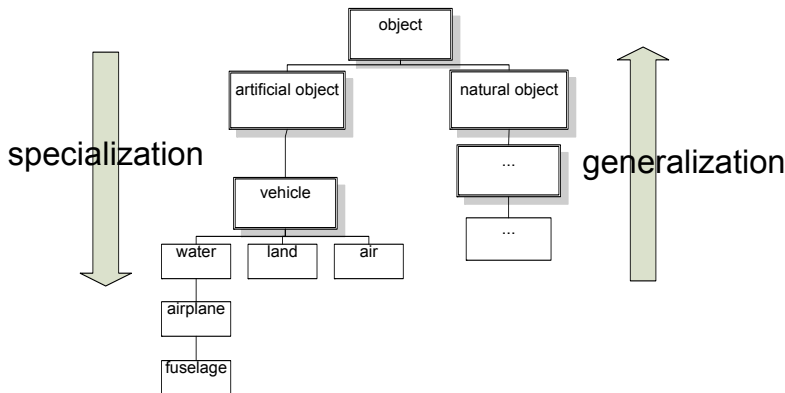 object
artificial object
natural object
specialization
...
generalization
vehicle
...
water
land
air
airplane
fuselage